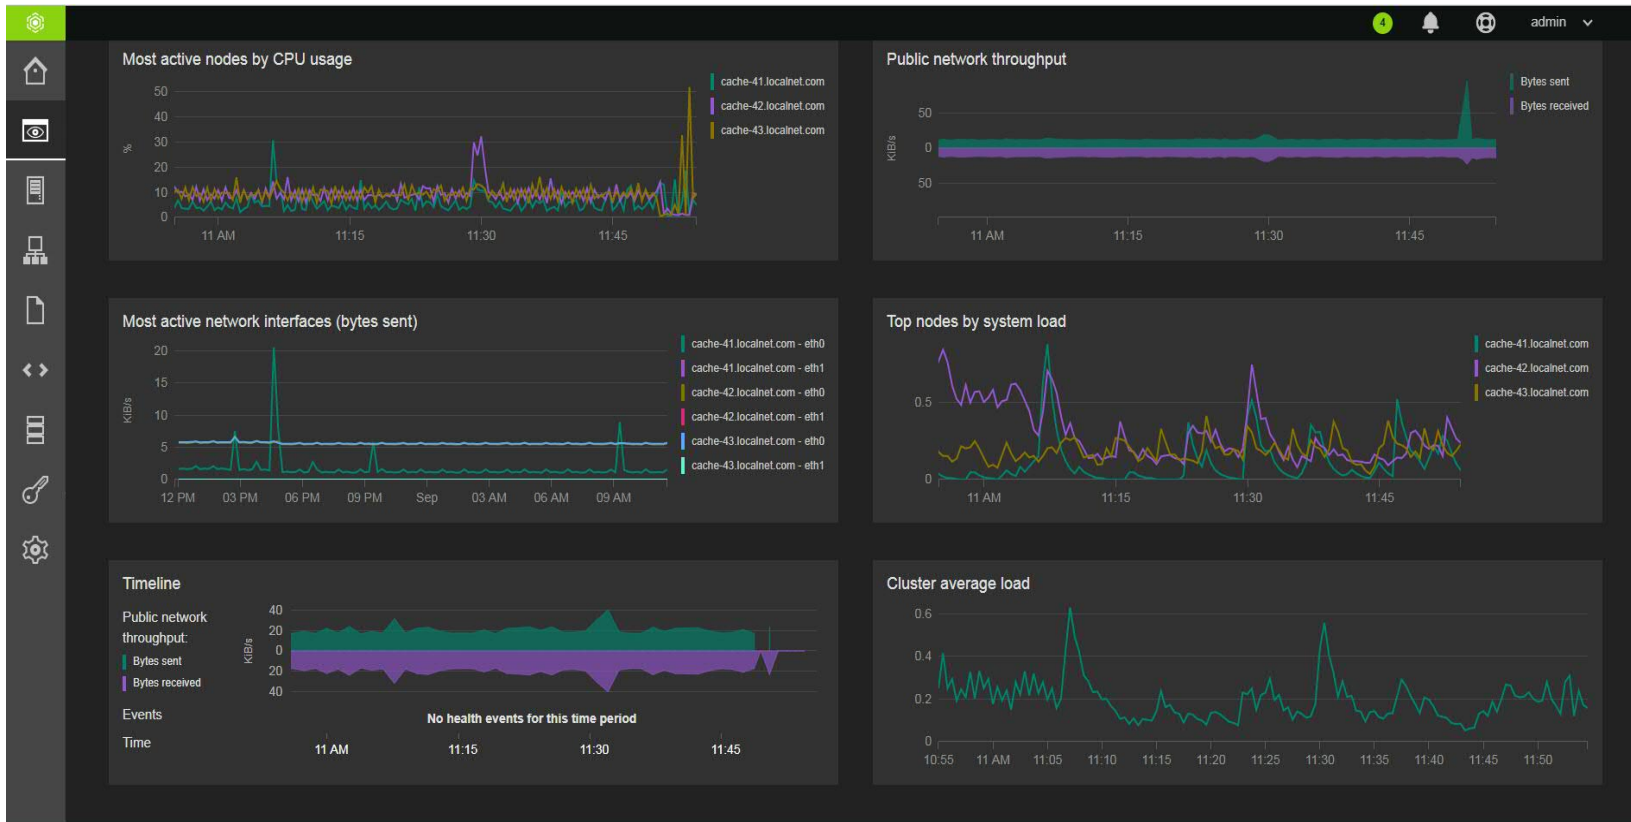 4
admin
Most active nodes by CPU usage
50
40
30
20
10
0
%
11 AM 11:15 11:30 11:45
cache-41.localnet.com
cache-42.localnet.com
cache-43.localnet.com
Public network throughput
50
0
50
KiB/s
11 AM 11:15 11:30 11:45
Bytes sent
Bytes received
Most active network interfaces (bytes sent)
20
15
10
5
0
KiB/s
12 PM 03 PM 06 PM 09 PM Sep 03 AM 06 AM 09 AM
cache-41.localnet.com - eth0
cache-41.localnet.com - eth1
cache-42.localnet.com - eth0
cache-42.localnet.com - eth1
cache-43.localnet.com - eth0
cache-43.localnet.com - eth1
Top nodes by system load
0.5
0
11 AM 11:15 11:30 11:45
cache-41.localnet.com
cache-42.localnet.com
cache-43.localnet.com
Timeline
Public network
throughput:
Bytes sent
Bytes received
40
20
0
20
40
KiB/s
Events
No health events for this time period
Time
11 AM 11:15 11:30 11:45
Cluster average load
0.6
0.4
0.2
0
10:55 11 AM 11:05 11:10 11:15 11:20 11:25 11:30 11:35 11:40 11:45 11:50